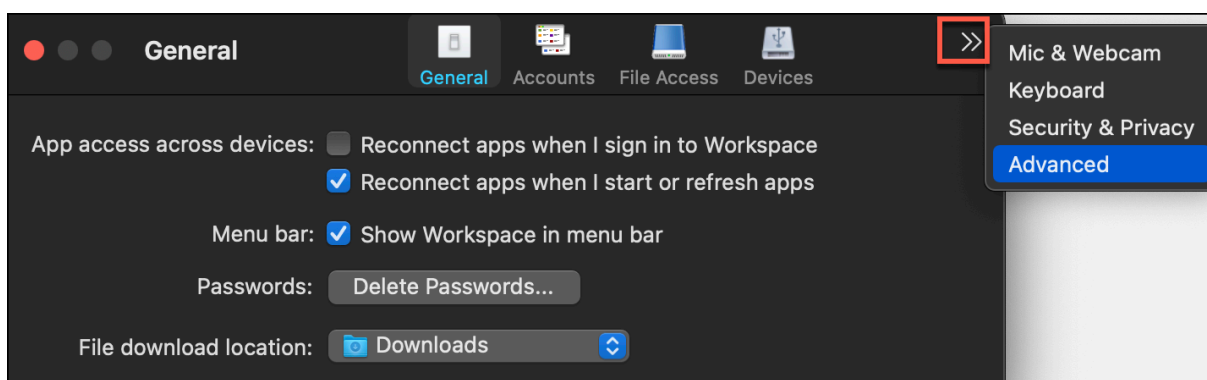 General
General
Accounts
File Access
Devices
Mic & Webcam
Keyboard
Security & Privacy
Advanced
App access across devices: Reconnect apps when I sign in to Workspace
Reconnect apps when I start or refresh apps
Menu bar: Show Workspace in menu bar
Passwords: Delete Passwords...
File download location: Downloads